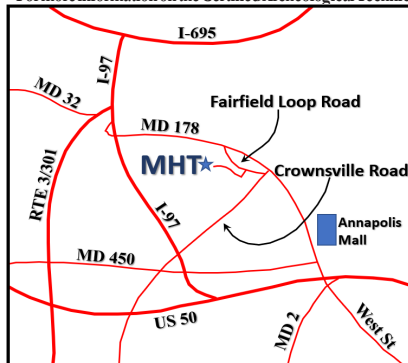 I-695
I-97
MD 32
Fairfield Loop Road
MD 178
MHT
Crownsville Road
RTE 3/301
I-97
Annapolis
Mall
MD 450
US 50
MD 2
West St